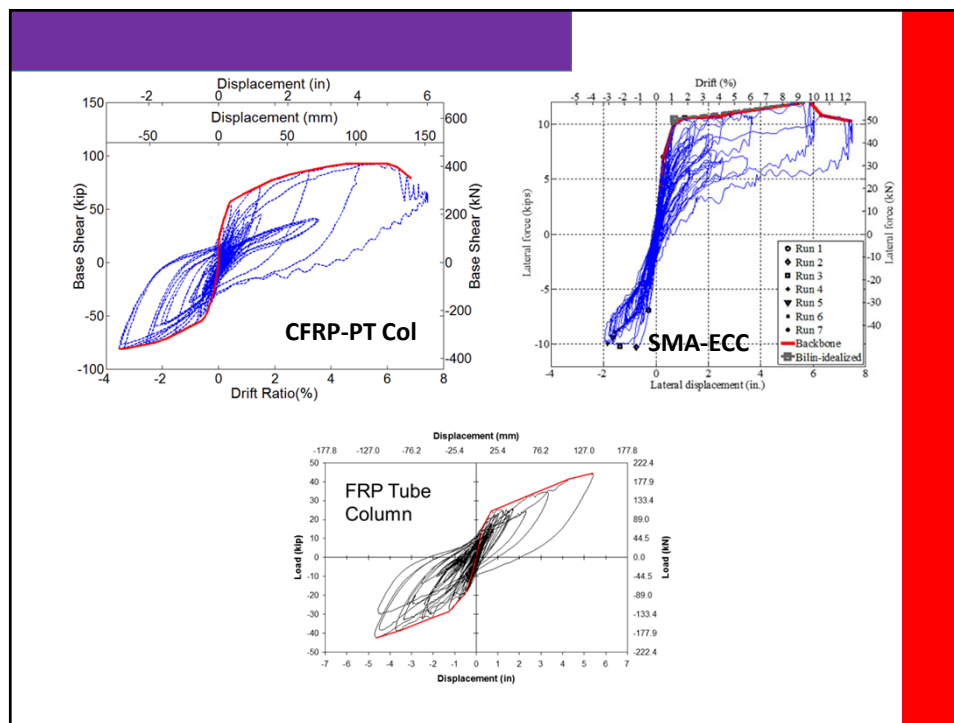 Displacement (in)
-2 0 2 4 6
Displacement (mm)
-50 0 50 100 150
150
100
50
0
-50
-100
Base Shear (kip)
600
400
200
0
-200
-400
Base Shear (kN)
CFRP-PT Col
-4 -2 0 2 4 6 8
Drift Ratio(%)
Drift (%)
-5 -4 -3 -2 -1 0 1 2 3 4 5 6 7 8 9 10 11 12
10
5
0
-5
-10
Lateral force (kips)
50
40
30
20
10
0
-10
-20
-30
-40
Lateral force (kN)
Run 1
Run 2
Run 3
Run 4
Run 5
Run 6
Run 7
Backbone
Bilin-idealized
SMA-ECC
-4 -2 0 2 4 6 8
Lateral displacement (in.)
Displacement (mm)
-177.8 -127.0 -76.2 -25.4 25.4 76.2 127.0 177.8
50
40
30
20
10
0
-10
-20
-30
-40
-50
Load (kip)
FRP Tube
Column
222.4
177.9
133.4
89.0
44.5
0.0
-44.5
-89.0
-133.4
-177.9
-222.4
Load (kN)
-7 -6 -5 -4 -3 -2 -1 0 1 2 3 4 5 6 7
Displacement (in)